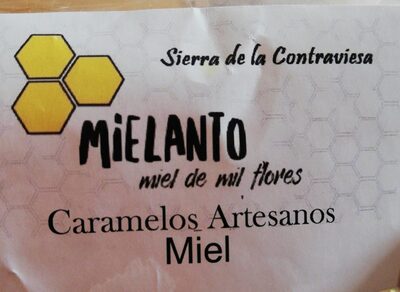 Sierra de la Contraviesa
MiELANTO
miel de mil flores
Caramelos Artesanos
Miel